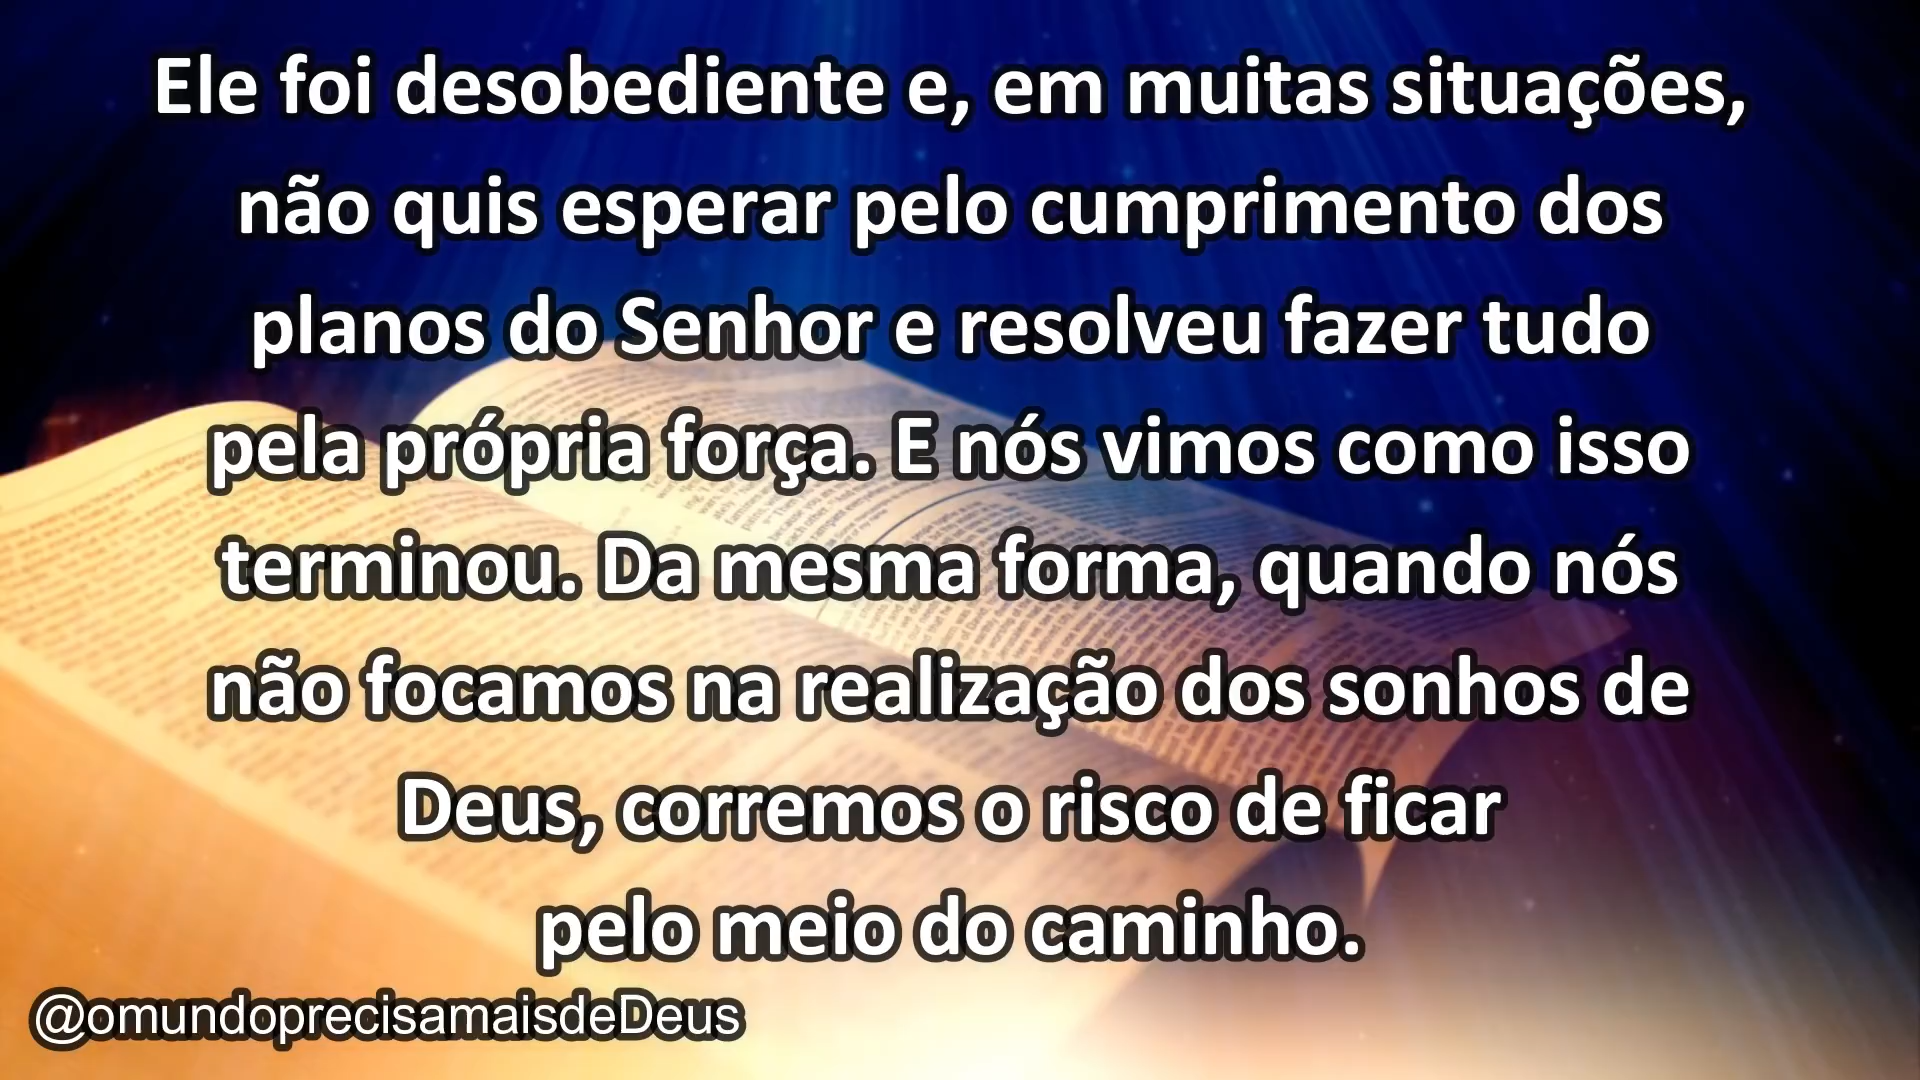 Ele foi desobediente e, em muitas situações,
não quis esperar pelo cumprimento dos
planos do Senhor e resolveu fazer tudo
pela própria força. E nós vimos como isso
terminou. Da mesma forma, quando nós
não focamos na realização dos sonhos de
Deus, corremos o risco de ficar
pelo meio do caminho.
@omundoprecisamaisdeDeus